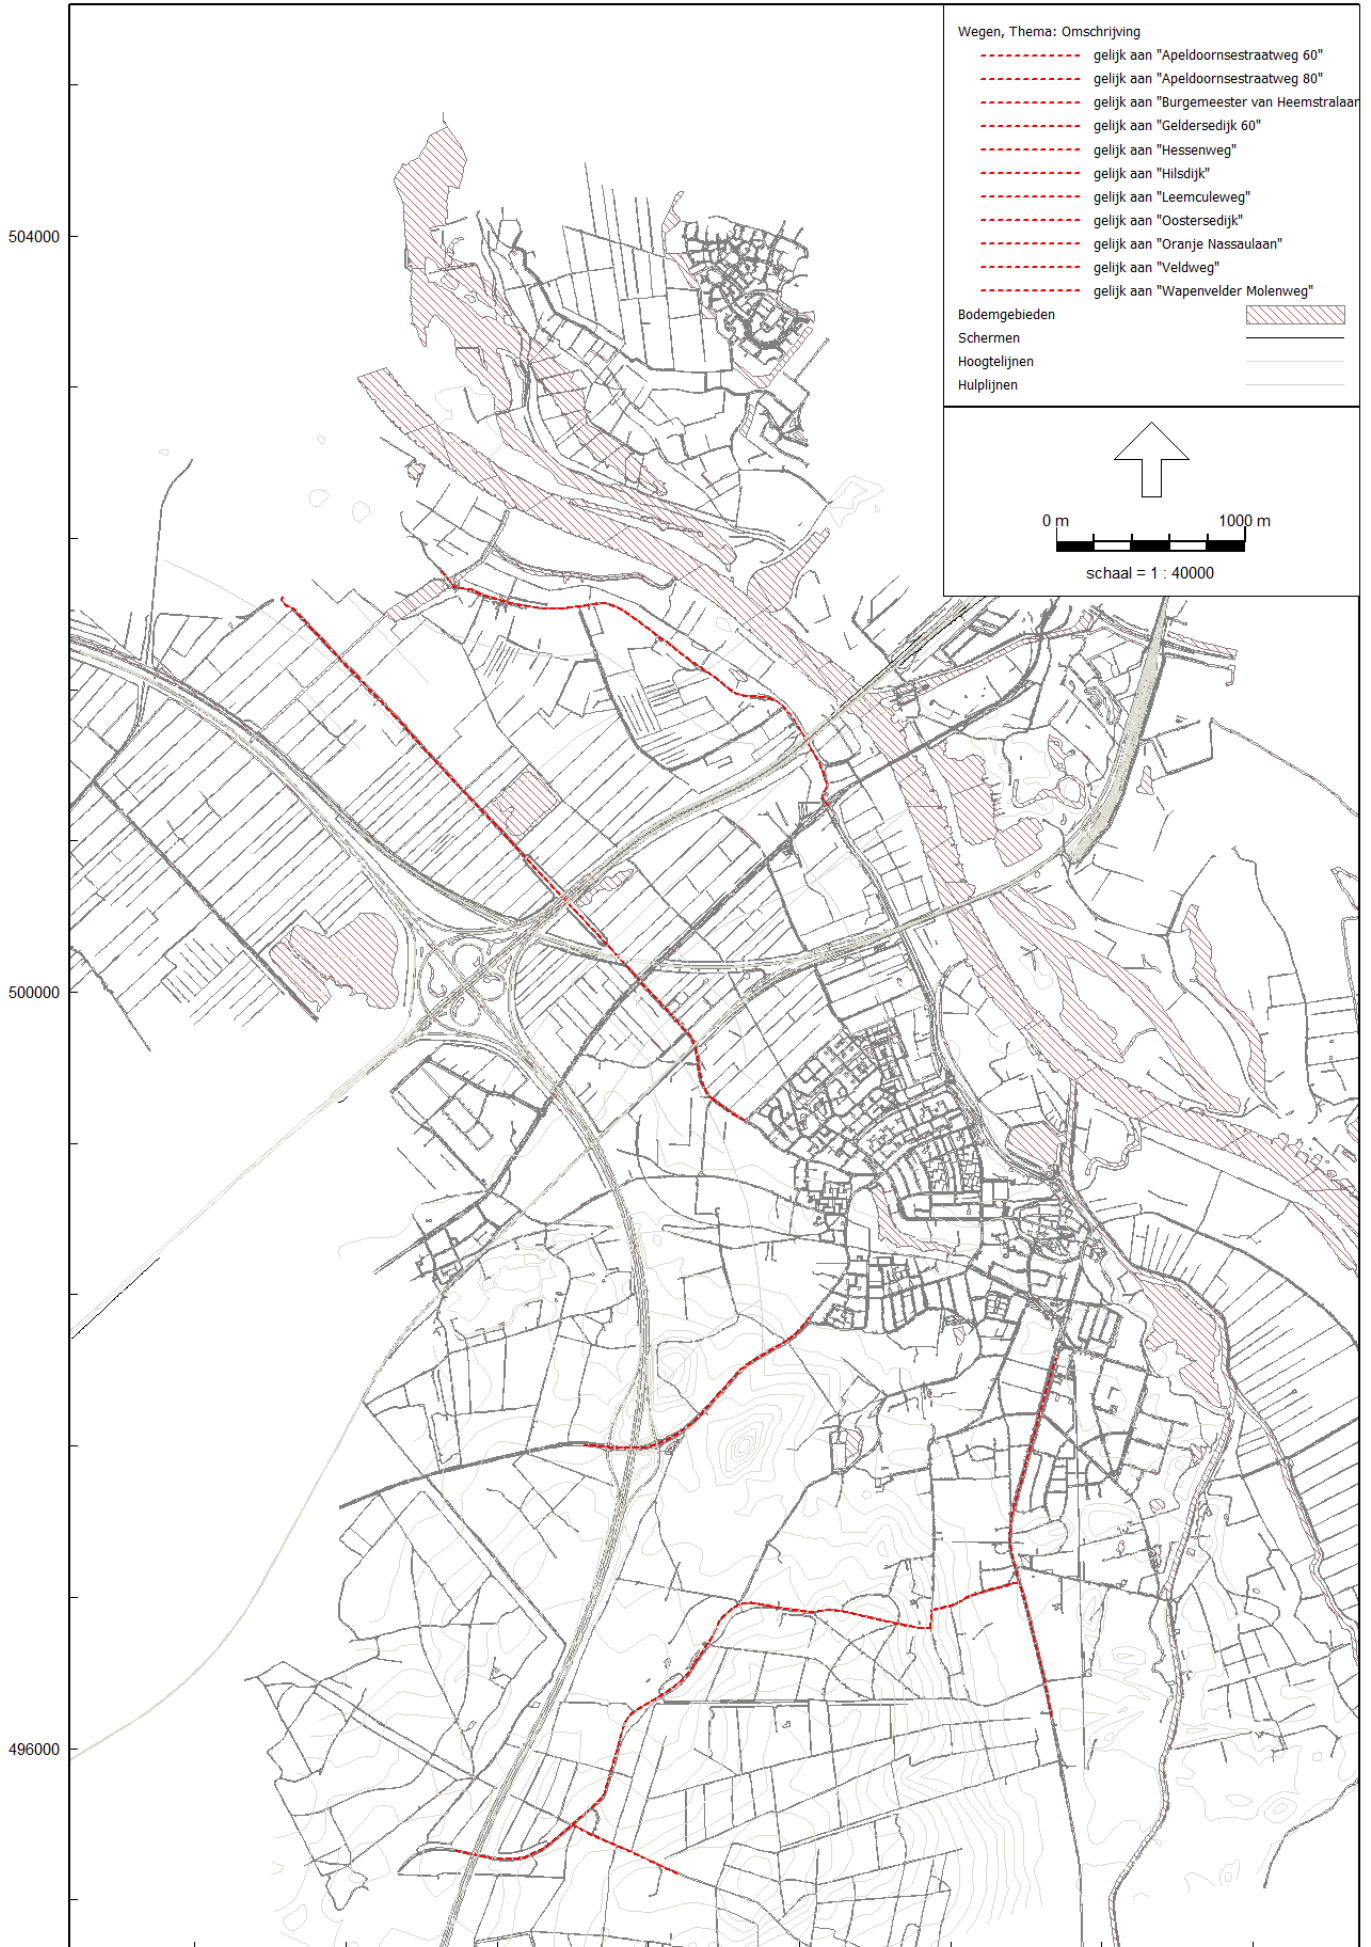 Wegen, Thema: Omschrijving
gelijk aan "Apeldoornsestraatweg 60"
gelijk aan "Apeldoornsestraatweg 80"
gelijk aan "Burgemeester van Heemstralaan
gelijk aan "Geldersedijk 60"
gelijk aan "Hessenweg"
gelijk aan "Hilsdijk"
gelijk aan "Leemculeweg"
gelijk aan "Oostersedijk"
gelijk aan "Oranje Nassaulaan"
gelijk aan "Veldweg"
gelijk aan "Wapenvelder Molenweg"
Bodemgebieden
Schermen
Hoogtelijnen
Hulplijnen
0 m 1000 m
schaal = 1 : 40000
504000
500000
496000